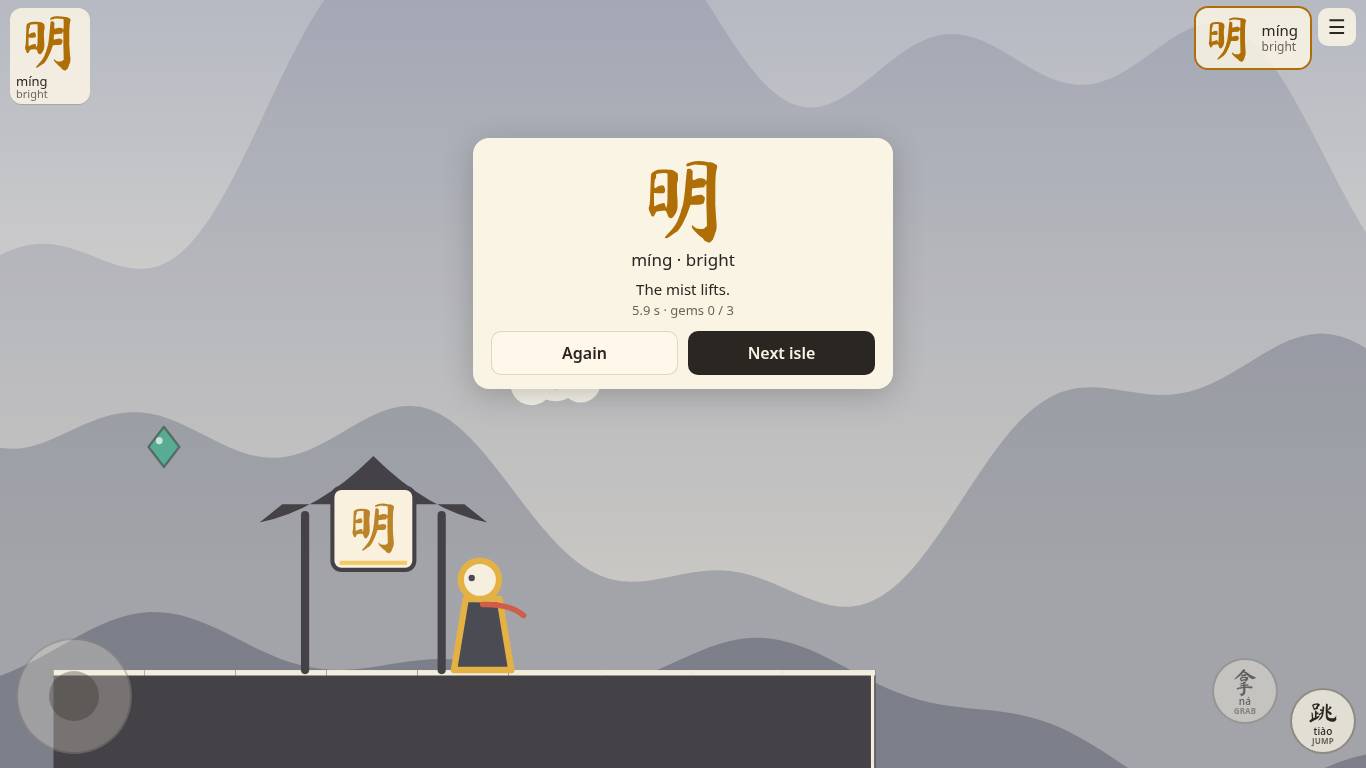 明
míng
bright
明
míng
bright
☰
明
míng · bright
The mist lifts.
5.9 s · gems 0 / 3
Again
Next isle
明
拿
ná
GRAB
跳
tiào
JUMP